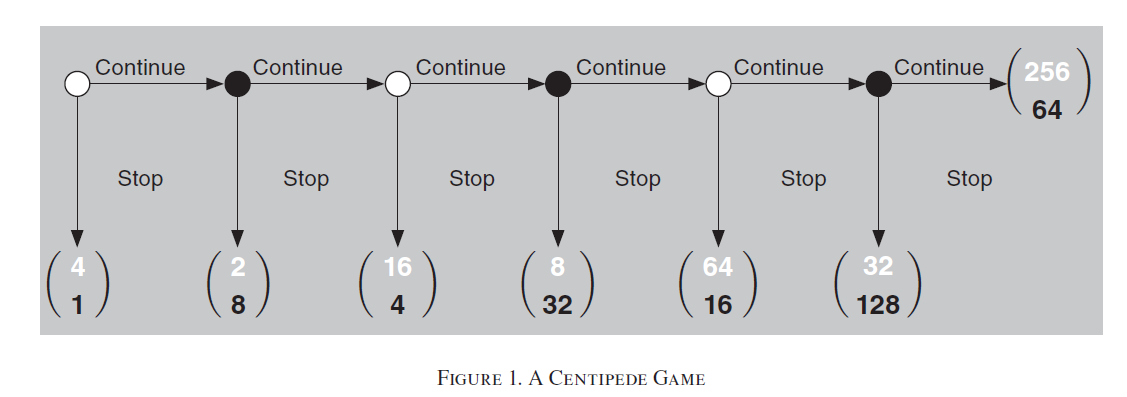 Continue Continue Continue Continue Continue Continue
256
64
Stop Stop Stop Stop Stop Stop
4 2 16 8 64 32
1 8 4 32 16 128
FIGURE 1. A CENTIPEDE GAME